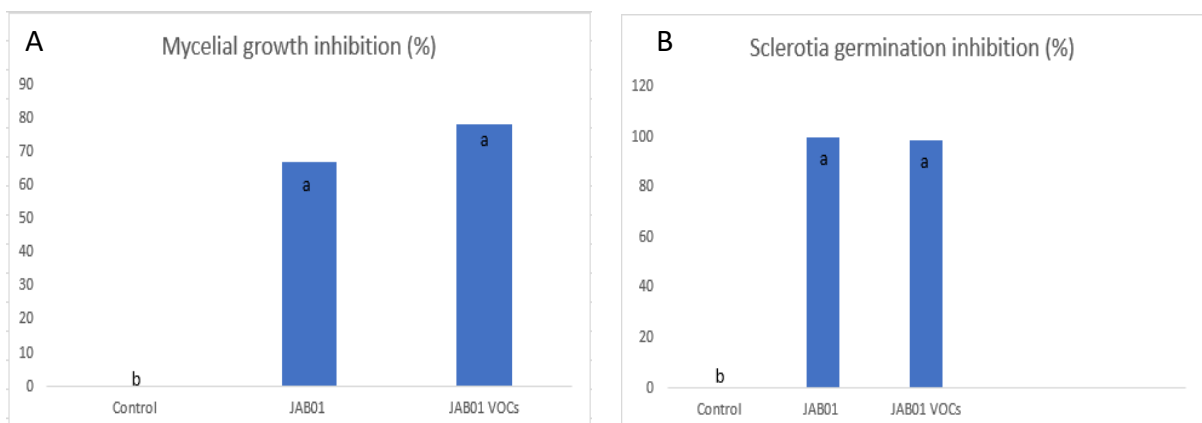 A
Mycelial growth inhibition (%)
90
80
70
60
50
40
30
20
10
0
a
a
b
Control
JAB01
JAB01 VOCs
B
Sclerotia germination inhibition (%)
120
100
80
60
40
20
0
a
a
b
Control
JAB01
JAB01 VOCs